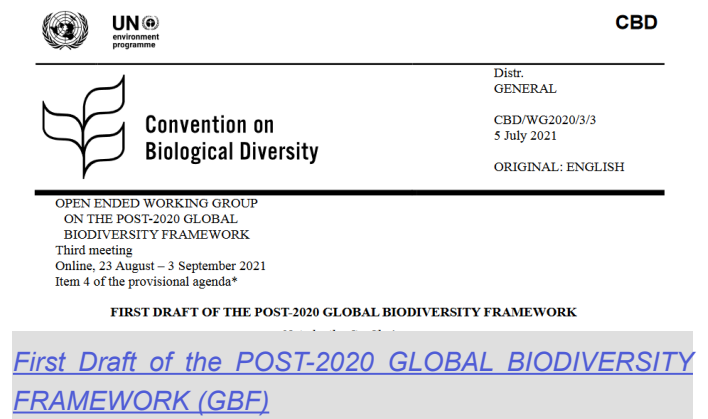 UN
environment
programme
CBD
Distr.
GENERAL
CBD/WG2020/3/3
5 July 2021
ORIGINAL: ENGLISH
Convention on
Biological Diversity
OPEN ENDED WORKING GROUP
ON THE POST-2020 GLOBAL
BIODIVERSITY FRAMEWORK
Third meeting
Online, 23 August – 3 September 2021
Item 4 of the provisional agenda*
FIRST DRAFT OF THE POST-2020 GLOBAL BIODIVERSITY FRAMEWORK
First Draft of the POST-2020 GLOBAL BIODIVERSITY
FRAMEWORK (GBF)